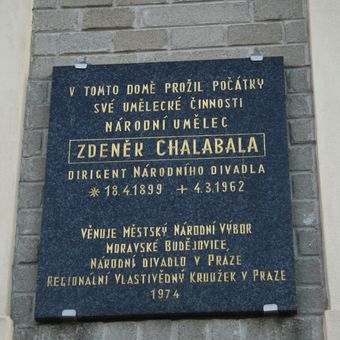 V TOMTO DOMĚ PROŽIL POČÁTKY
SVÉ UMĚLECKÉ ČINNOSTI
NÁRODNÍ UMĚLEC
ZDENĚK CHALABALA
DIRIGENT NÁRODNÍHO DIVADLA
* 18.4.1899 + 4.3.1962
VĚNUJE MĚSTSKÝ NÁRODNÍ VÝBOR
MORAVSKÉ BUDĚJOVICE,
NÁRODNÍ DIVADLO V PRAZE
REGIONÁLNÍ VLASTIVĚDNÝ KROUŽEK V PRAZE
1974